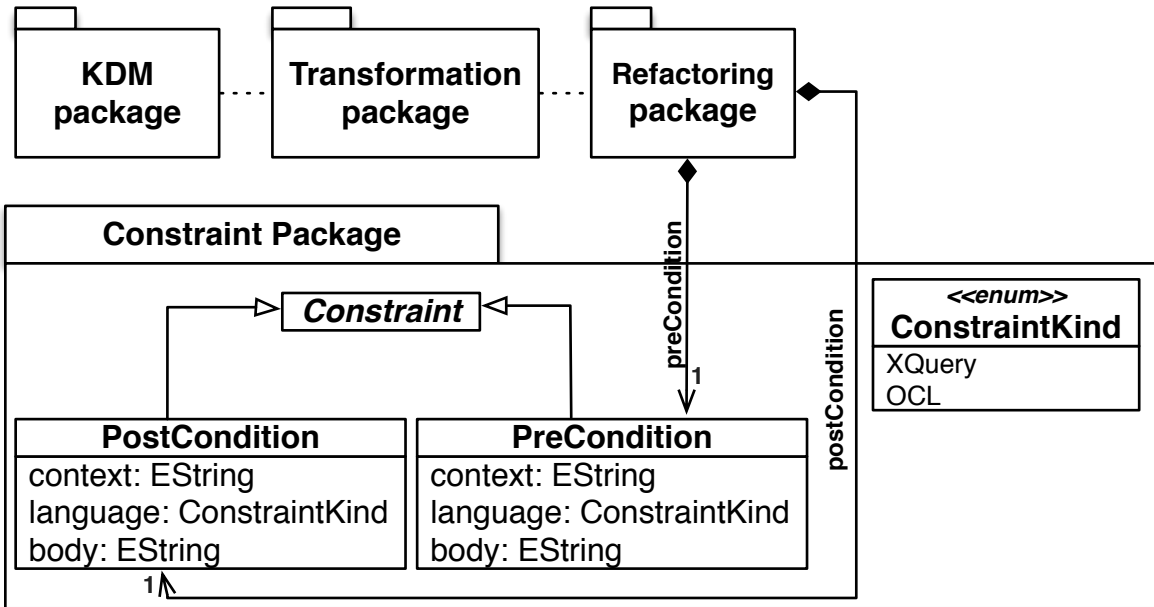 KDM
package
Transformation
package
Refactoring
package
Constraint Package
preCondition
1
postCondition
Constraint
<<enum>>
ConstraintKind
XQuery
OCL
PostCondition
context: EString
language: ConstraintKind
body: EString
1
PreCondition
context: EString
language: ConstraintKind
body: EString